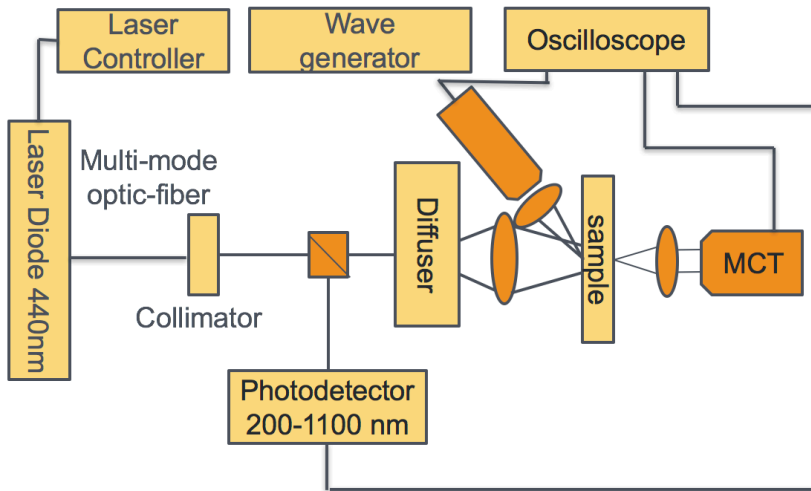 Laser
Controller
Wave
generator
Oscilloscope
Laser Diode 440nm
Multi-mode
optic-fiber
Collimator
Diffuser
sample
MCT
Photodetector
200-1100 nm